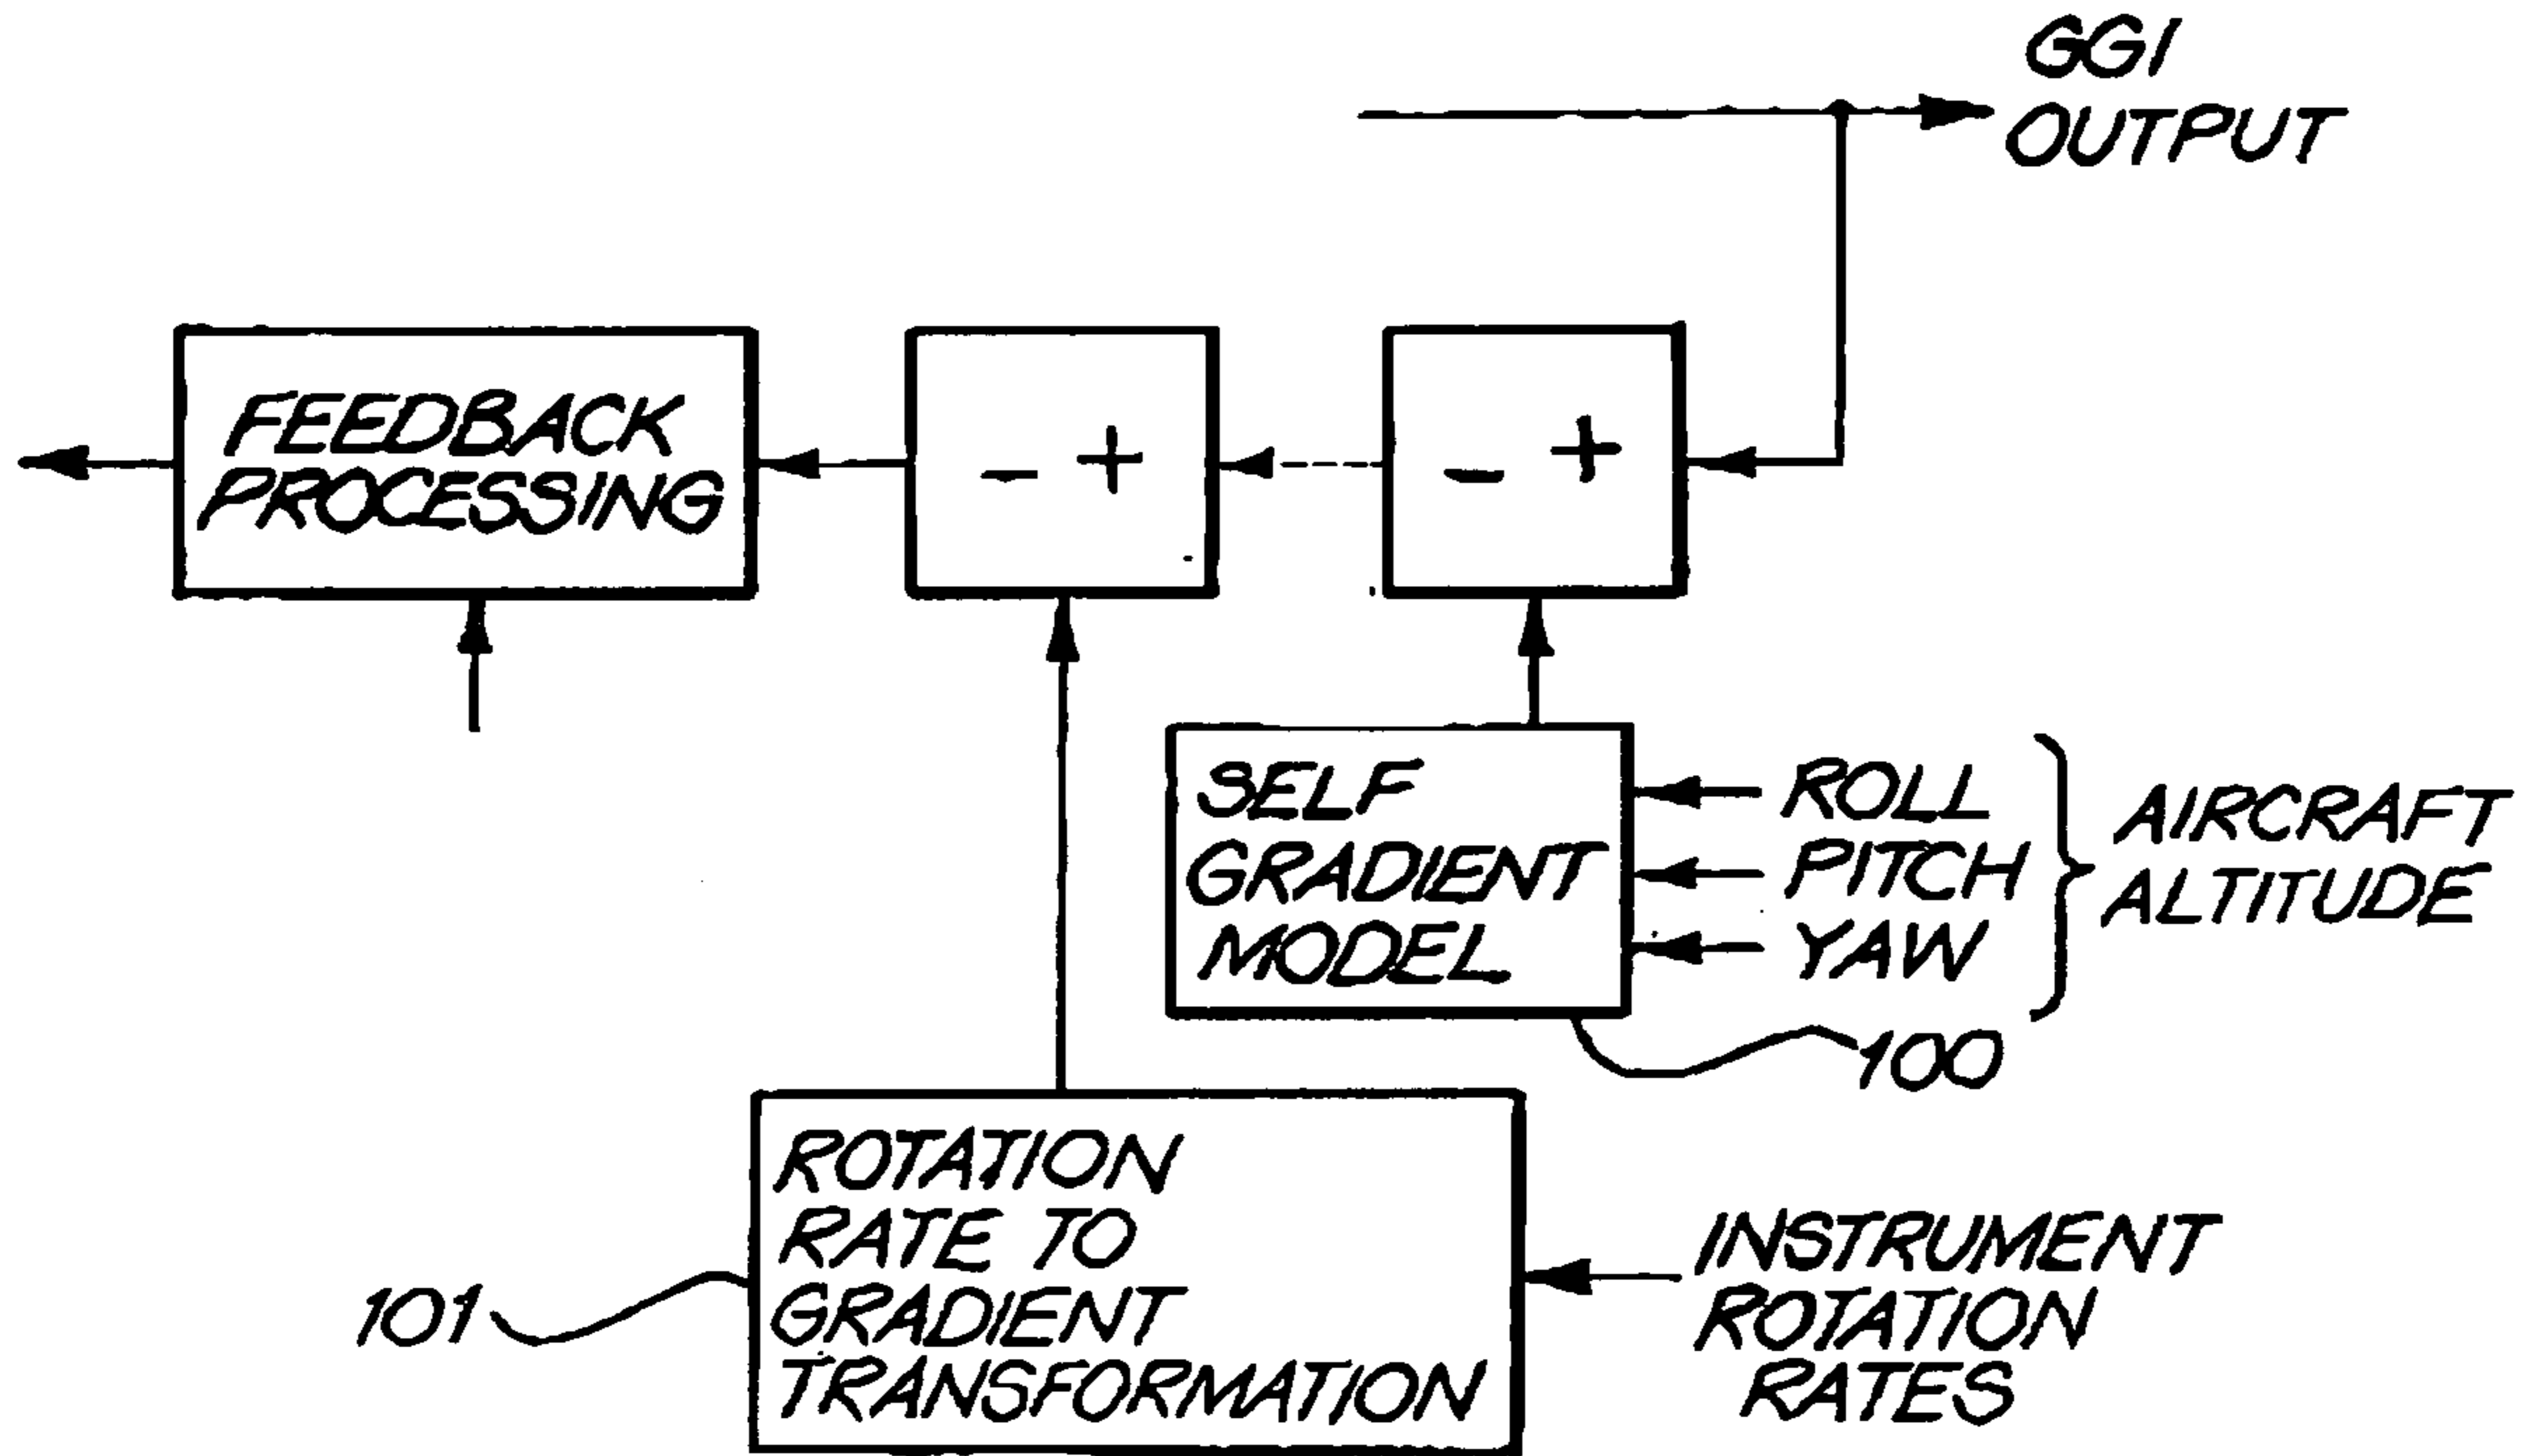 GGI
OUTPUT
FEEDBACK
PROCESSING
- +
- +
SELF
GRADIENT
MODEL
ROLL
PITCH
YAW
AIRCRAFT
ALTITUDE
100
ROTATION
RATE TO
GRADIENT
TRANSFORMATION
101
INSTRUMENT
ROTATION
RATES